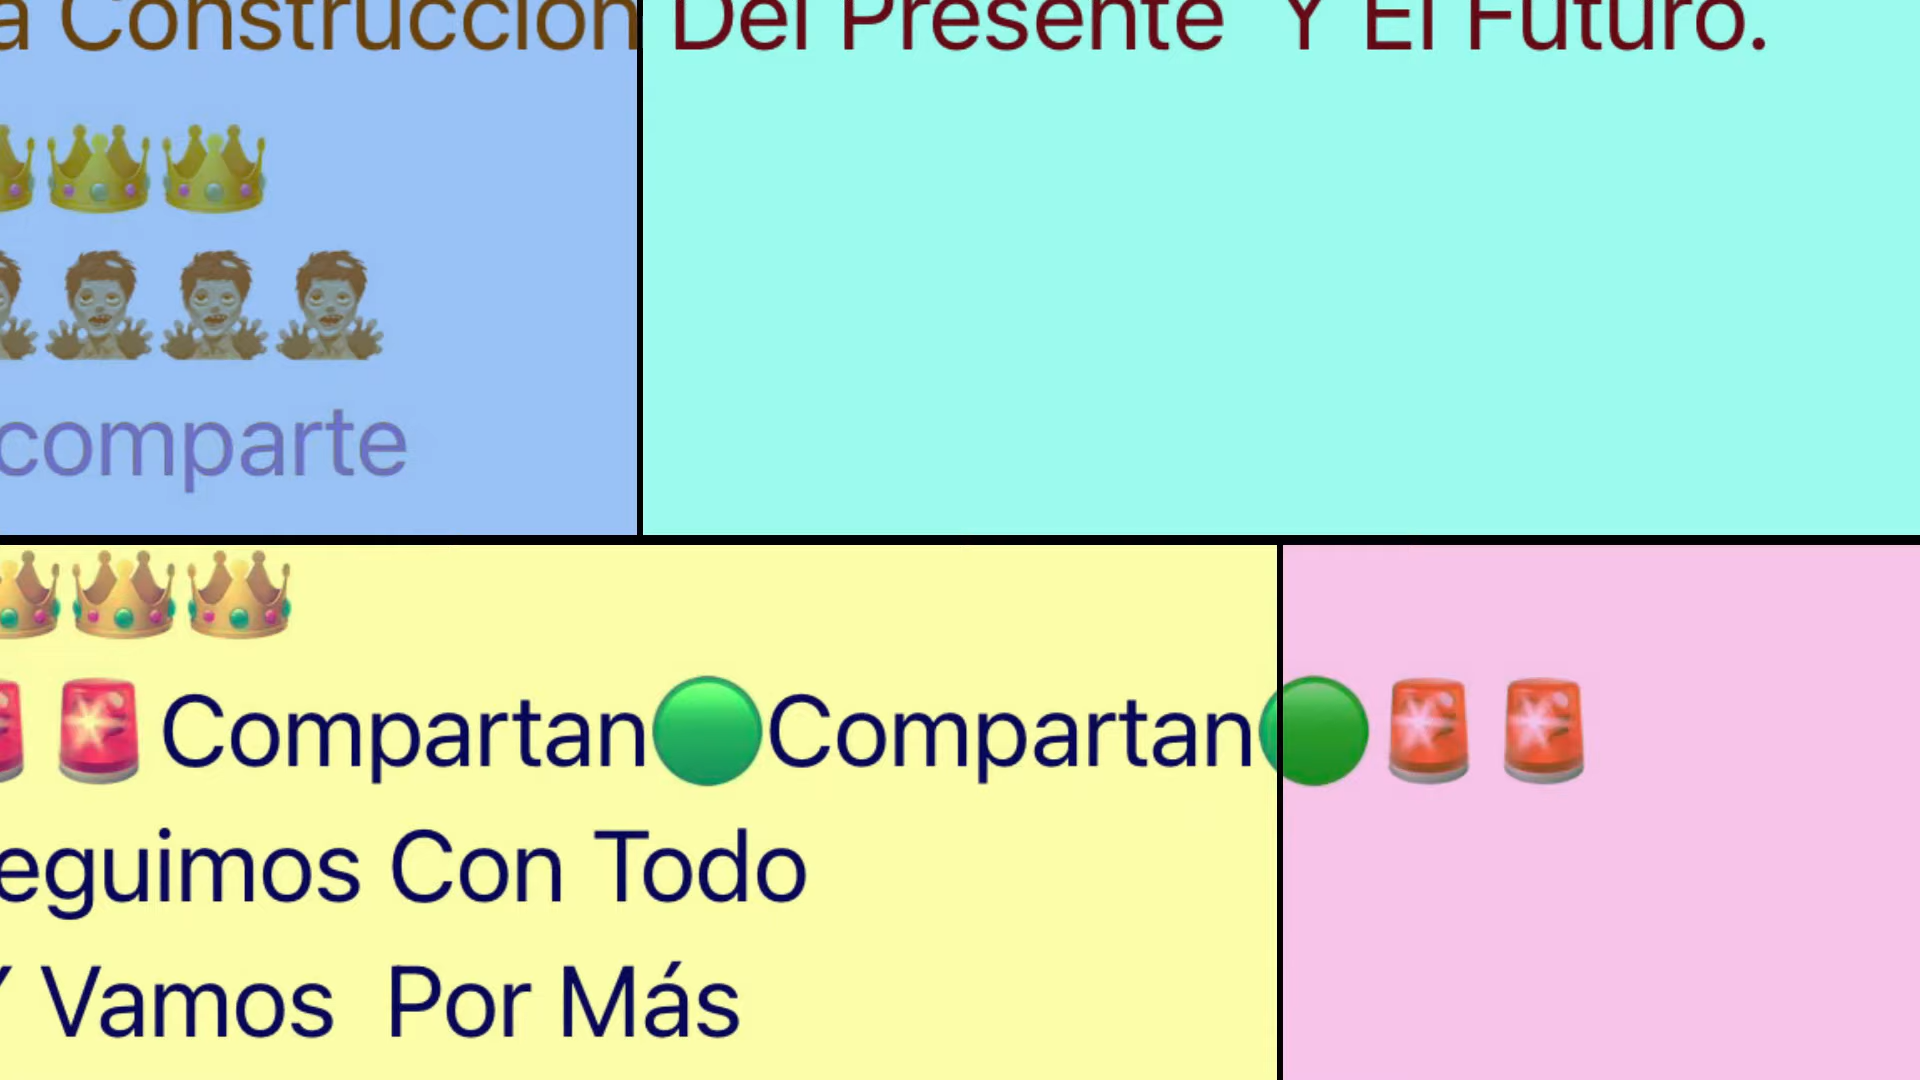 a Construcción Del Presente Y El Futuro.
comparte
Compartan Compartan
eguimos Con Todo
Y Vamos Por Más